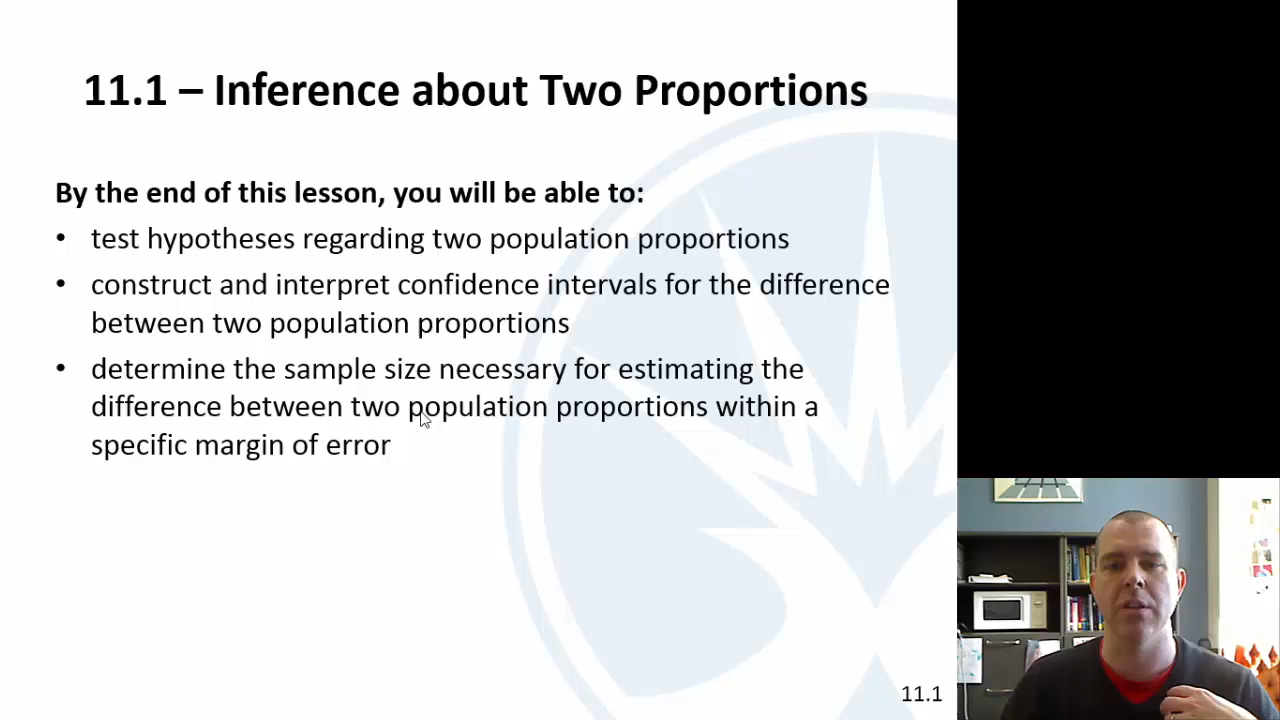 11.1 – Inference about Two Proportions
By the end of this lesson, you will be able to:
• test hypotheses regarding two population proportions
• construct and interpret confidence intervals for the difference
between two population proportions
• determine the sample size necessary for estimating the
difference between two population proportions within a
specific margin of error
11.1